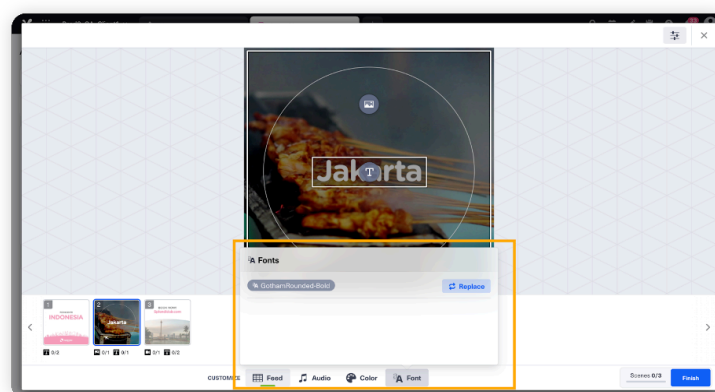 Jakarta
T
Fonts
GothamRounded-Bold
Replace
1
INDONESIA
0/2
2
Jakarta
0/1 0/1
3
0/1 0/2
CUSTOMIZE Feed Audio Color Font
Scenes 0/3
Finish